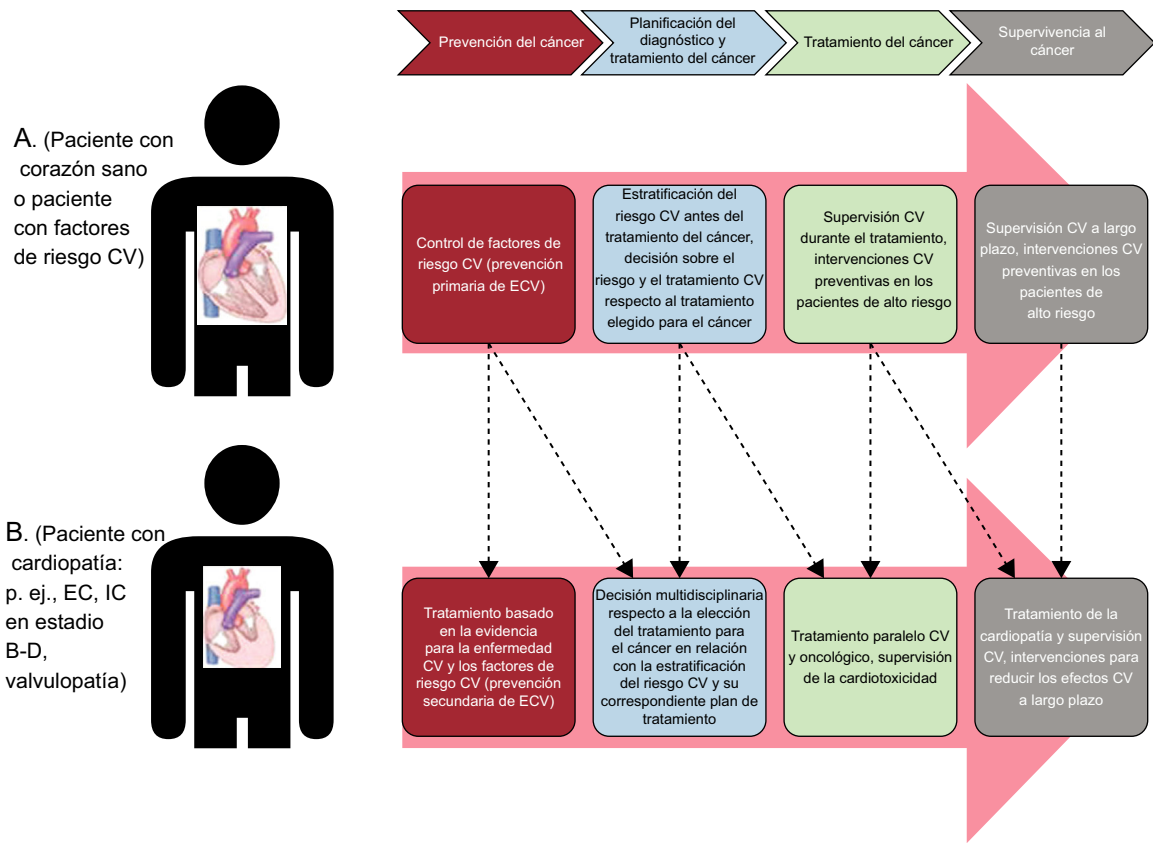 Prevención del cáncer
Planificación del
diagnóstico y
tratamiento del cáncer
Tratamiento del cáncer
Supervivencia al
cáncer
A. (Paciente con
corazón sano
o paciente
con factores
de riesgo CV)
Control de factores de
riesgo CV (prevención
primaria de ECV)
Estratificación del
riesgo CV antes del
tratamiento del cáncer,
decisión sobre el
riesgo y el tratamiento CV
respecto al tratamiento
elegido para el cáncer
Supervisión CV
durante el tratamiento,
intervenciones CV
preventivas en los
pacientes de alto riesgo
Supervisión CV a largo
plazo, intervenciones CV
preventivas en los
pacientes de
alto riesgo
B. (Paciente con
cardiopatía:
p. ej., EC, IC
en estadio
B-D,
valvulopatía)
Tratamiento basado
en la evidencia
para la enfermedad
CV y los factores de
riesgo CV (prevención
secundaria de ECV)
Decisión multidisciplinaria
respecto a la elección
del tratamiento para
el cáncer en relación
con la estratificación
del riesgo CV y su
correspondiente plan de
tratamiento
Tratamiento paralelo CV
y oncológico, supervisión
de la cardiotoxicidad
Tratamiento de la
cardiopatía y supervisión
CV, intervenciones para
reducir los efectos CV
a largo plazo